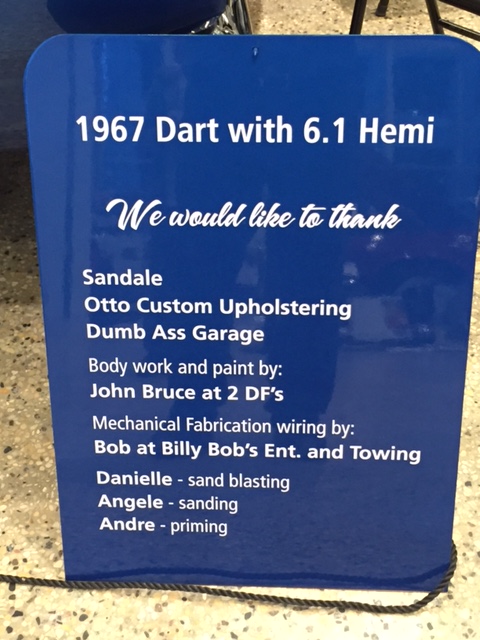 1967 Dart with 6.1 Hemi
We would like to thank
Sandale
Otto Custom Upholstering
Dumb Ass Garage
Body work and paint by:
John Bruce at 2 DF's
Mechanical Fabrication wiring by:
Bob at Billy Bob's Ent. and Towing
Danielle - sand blasting
Angele - sanding
Andre - priming